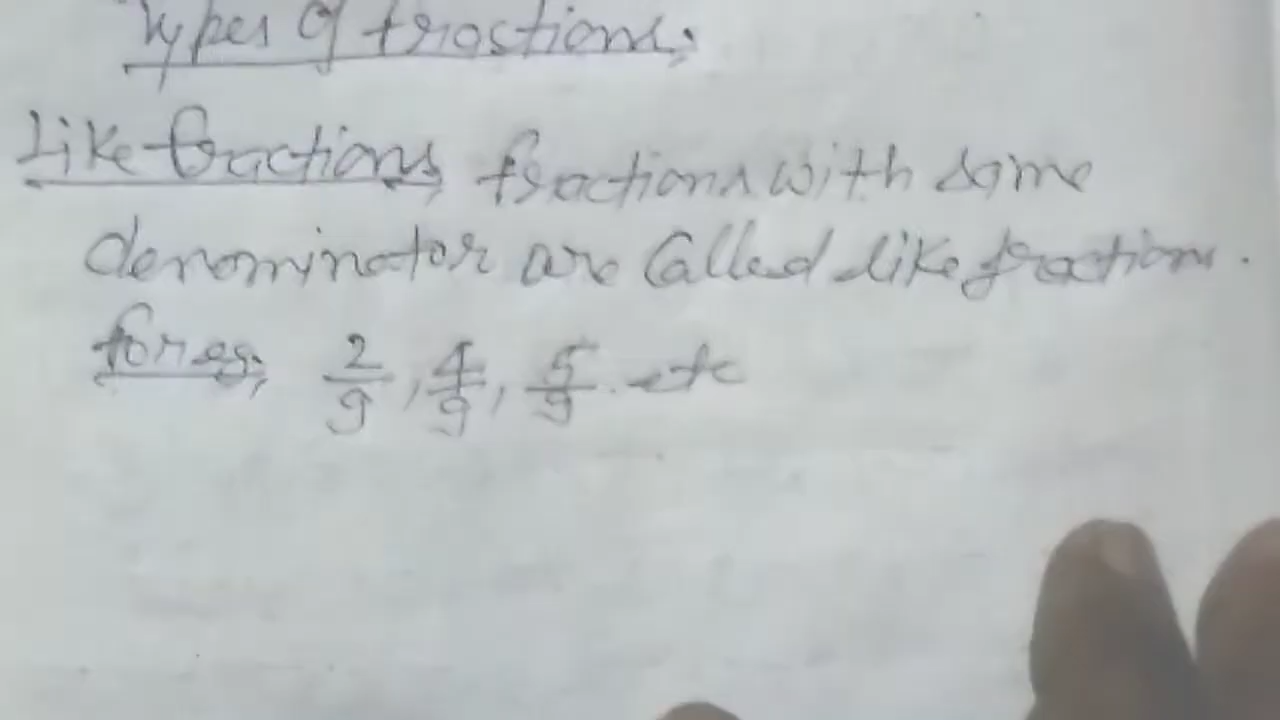 Types of fractions:
Like fractions, fractions with same
denominator are called like fractions.
for eg, 2/9, 4/9, 5/9 etc